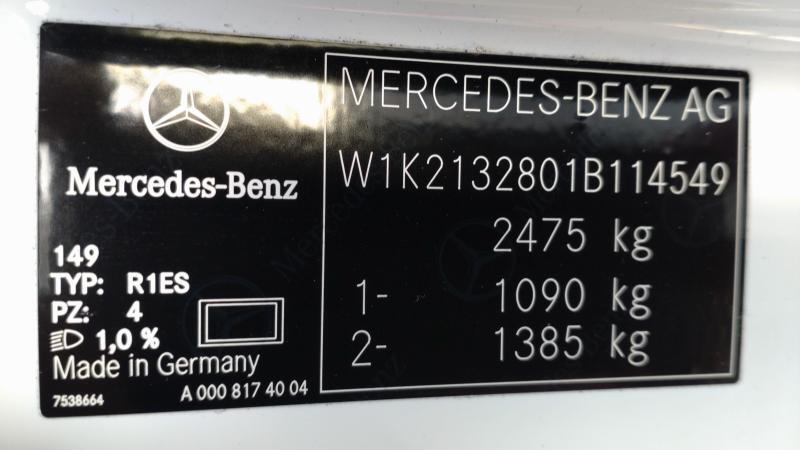 Mercedes-Benz
149
TYP: R1ES
PZ: 4
1,0 %
Made in Germany
7538664
A 000 817 40 04
MERCEDES-BENZ AG
W1K2132801B114549
2475 kg
1- 1090 kg
2- 1385 kg